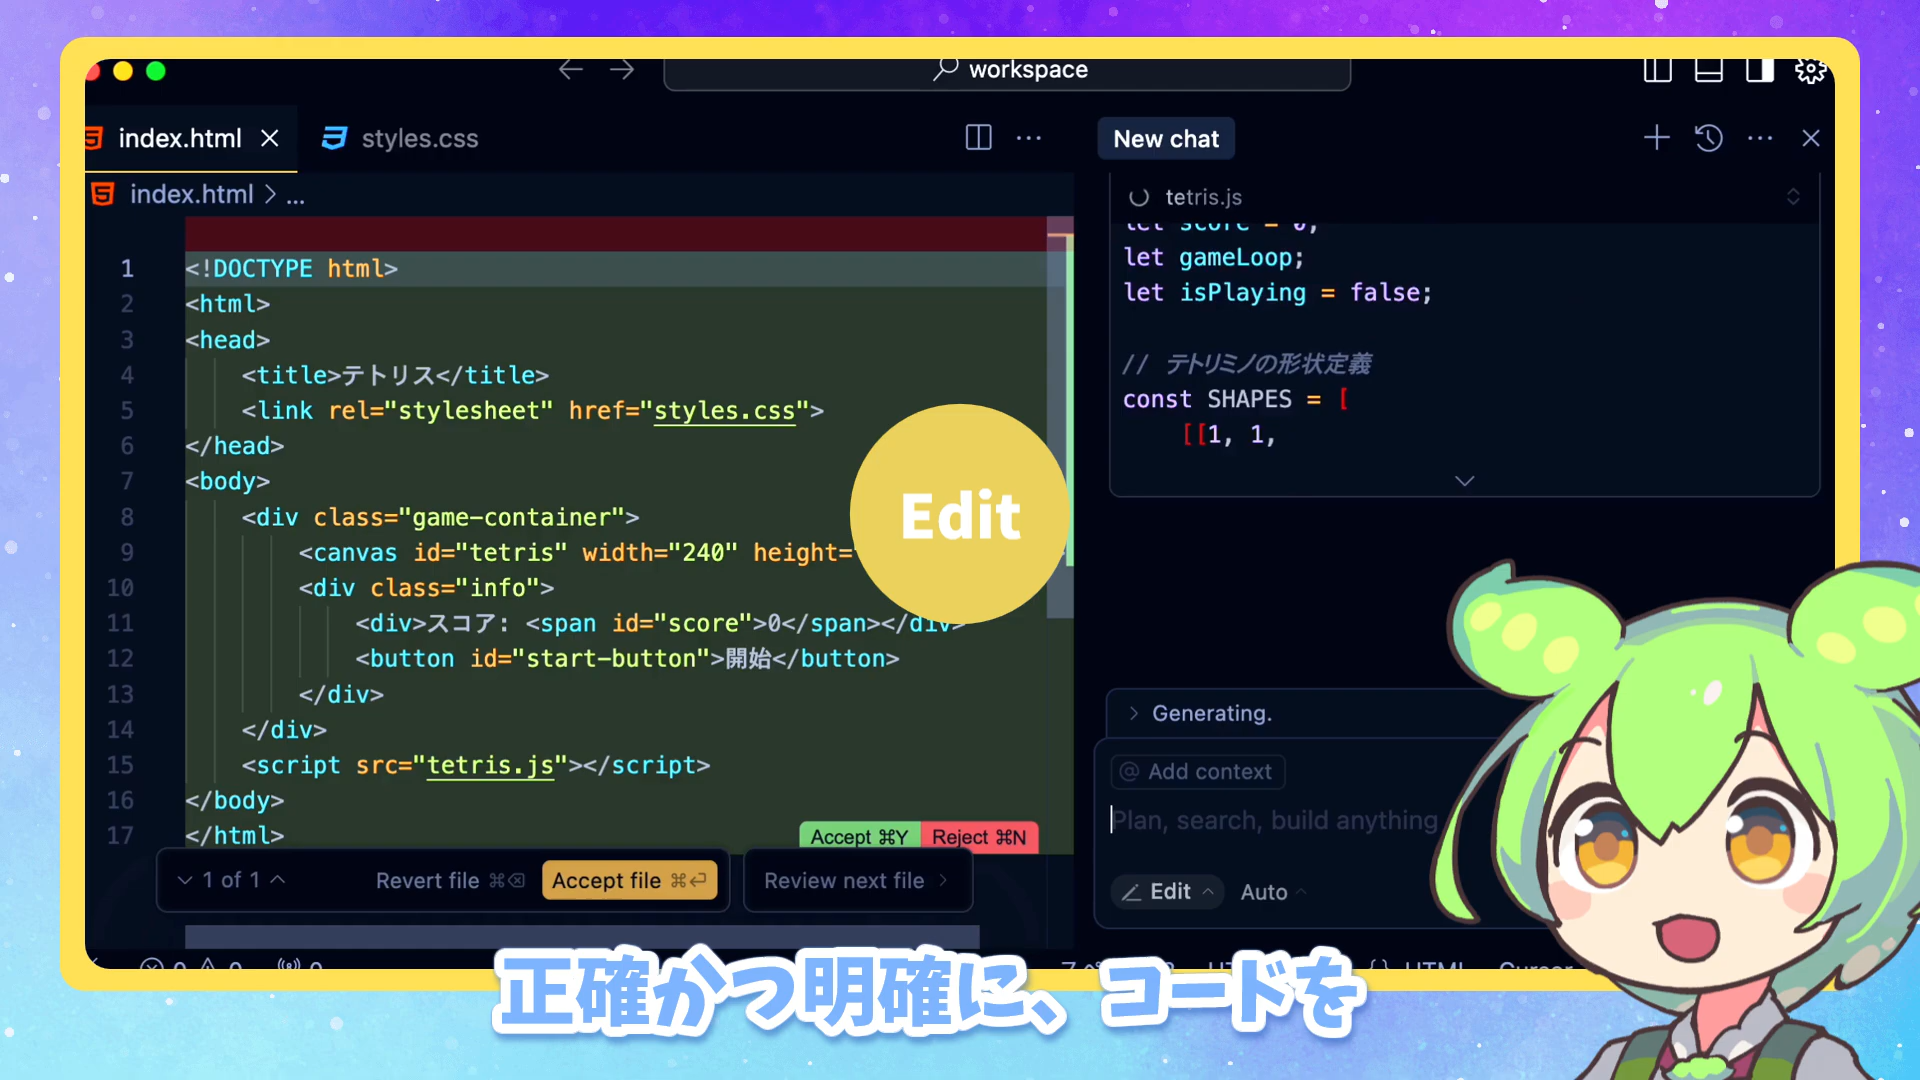 workspace
index.html
styles.css
New chat
index.html > ...
1 <!DOCTYPE html>
2 <html>
3 <head>
4 <title>テトリス</title>
5 <link rel="stylesheet" href="styles.css">
6 </head>
7 <body>
8 <div class="game-container">
9 <canvas id="tetris" width="240" height=
10 <div class="info">
11 <div>スコア: <span id="score">0</span></div>
12 <button id="start-button">開始</button>
13 </div>
14 </div>
15 <script src="tetris.js"></script>
16 </body>
17 </html>
Accept ⌘Y Reject ⌘N
1 of 1
Revert file ⌘⌫
Accept file ⌘⏎
Review next file >
Edit
tetris.js
let score = 0;
let gameLoop;
let isPlaying = false;
// テトリミノの形状定義
const SHAPES = [
[[1, 1,
> Generating.
@ Add context
Plan, search, build anything
Edit Auto
正確かつ明確に、コードを